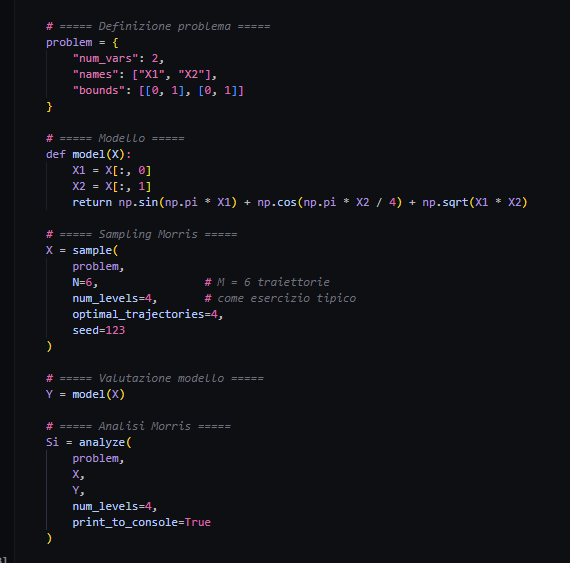 # ===== Definizione problema =====
problem = {
    "num_vars": 2,
    "names": ["X1", "X2"],
    "bounds": [[0, 1], [0, 1]]
}
# ===== Modello =====
def model(X):
    X1 = X[:, 0]
    X2 = X[:, 1]
    return np.sin(np.pi * X1) + np.cos(np.pi * X2 / 4) + np.sqrt(X1 * X2)
# ===== Sampling Morris =====
X = sample(
    problem,
    N=6,                # M = 6 traiettorie
    num_levels=4,       # come esercizio tipico
    optimal_trajectories=4,
    seed=123
)
# ===== Valutazione modello =====
Y = model(X)
# ===== Analisi Morris =====
Si = analyze(
    problem,
    X,
    Y,
    num_levels=4,
    print_to_console=True
)